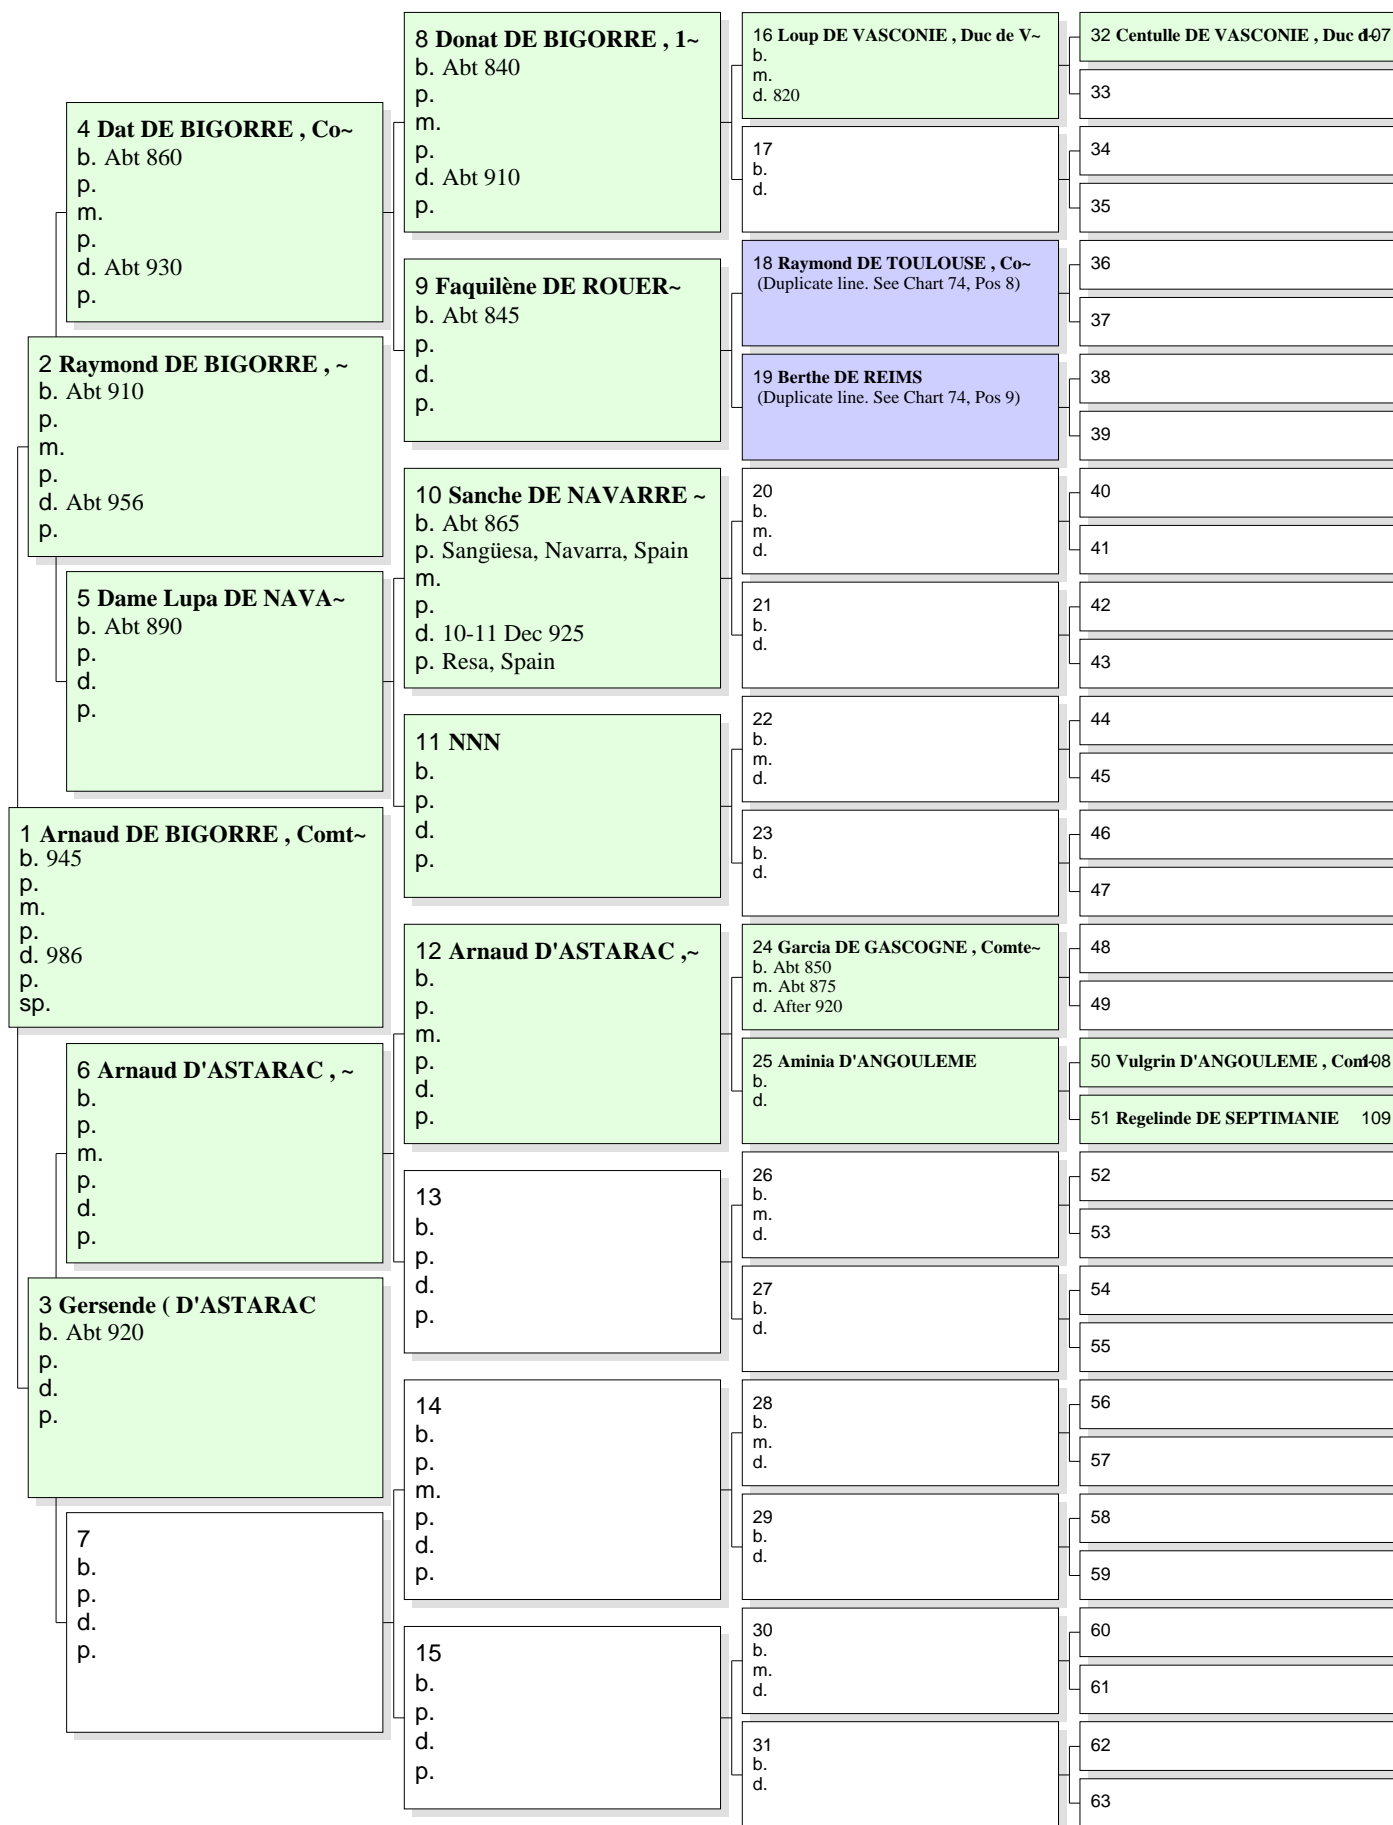 1 Arnaud DE BIGORRE , Comt~
b. 945
p.
m.
p.
d. 986
p.
sp.
2 Raymond DE BIGORRE , ~
b. Abt 910
p.
m.
p.
d. Abt 956
p.
3 Gersende ( D'ASTARAC
b. Abt 920
p.
d.
p.
4 Dat DE BIGORRE , Co~
b. Abt 860
p.
m.
p.
d. Abt 930
p.
5 Dame Lupa DE NAVA~
b. Abt 890
p.
d.
p.
6 Arnaud D'ASTARAC , ~
b.
p.
m.
p.
d.
p.
7
b.
p.
d.
p.
8 Donat DE BIGORRE , 1~
b. Abt 840
p.
m.
p.
d. Abt 910
p.
9 Faquilène DE ROUER~
b. Abt 845
p.
d.
p.
10 Sanche DE NAVARRE ~
b. Abt 865
p. Sangüesa, Navarra, Spain
m.
p.
d. 10-11 Dec 925
p. Resa, Spain
11 NNN
b.
p.
d.
p.
12 Arnaud D'ASTARAC ,~
b.
p.
m.
p.
d.
p.
13
b.
p.
d.
p.
14
b.
p.
m.
p.
d.
p.
15
b.
p.
d.
p.
16 Loup DE VASCONIE , Duc de V~
b.
m.
d. 820
17
b.
d.
18 Raymond DE TOULOUSE , Co~
(Duplicate line. See Chart 74, Pos 8)
19 Berthe DE REIMS
(Duplicate line. See Chart 74, Pos 9)
20
b.
m.
d.
21
b.
d.
22
b.
m.
d.
23
b.
d.
24 Garcia DE GASCOGNE , Comte~
b. Abt 850
m. Abt 875
d. After 920
25 Aminia D'ANGOULEME
b.
d.
26
b.
m.
d.
27
b.
d.
28
b.
m.
d.
29
b.
d.
30
b.
m.
d.
31
b.
d.
32 Centulle DE VASCONIE , Duc d~ 107
33
34
35
36
37
38
39
40
41
42
43
44
45
46
47
48
49
50 Vulgrin D'ANGOULEME , Com~ 108
51 Regelinde DE SEPTIMANIE 109
52
53
54
55
56
57
58
59
60
61
62
63